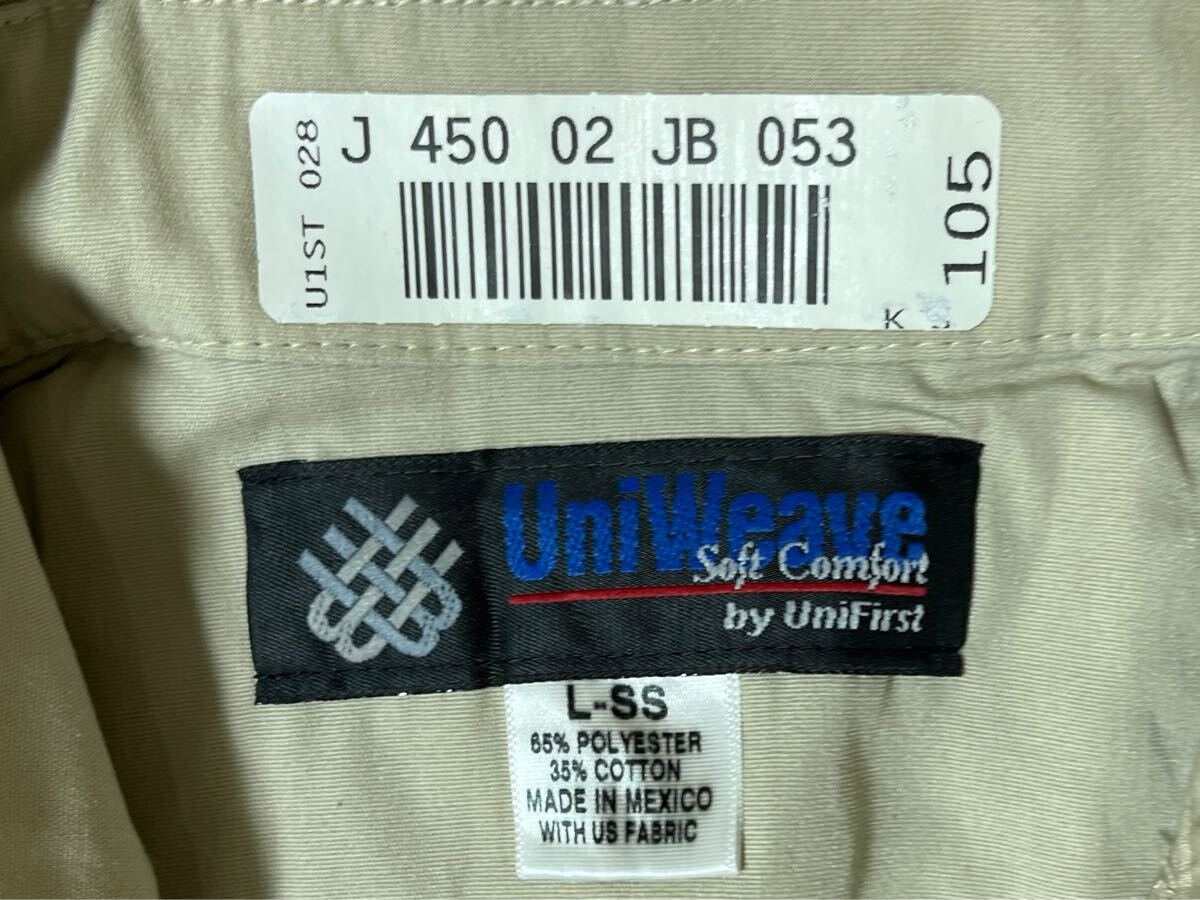 J 450 02 JB 053
U1ST 028
105
K
UniWeave
Soft Comfort
by UniFirst
L-SS
65% POLYESTER
35% COTTON
MADE IN MEXICO
WITH US FABRIC